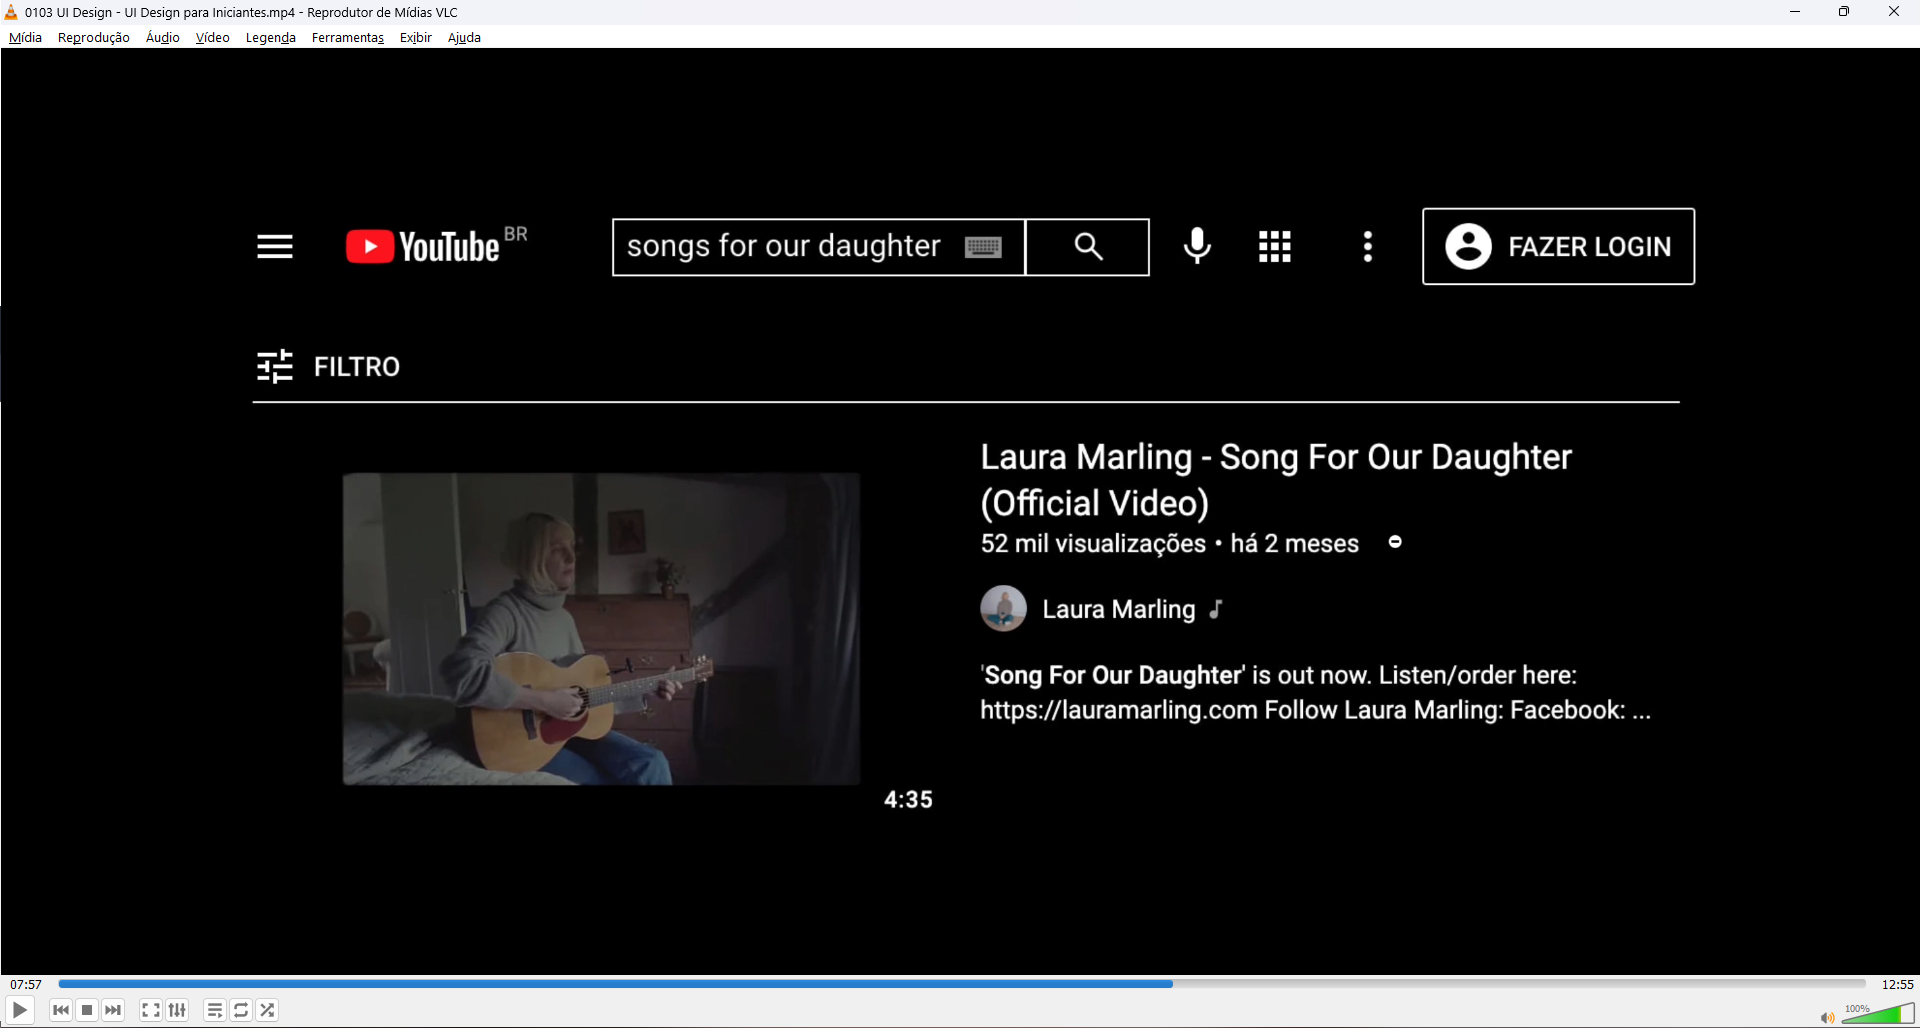 0103 UI Design - UI Design para Iniciantes.mp4 - Reprodutor de Mídias VLC
Mídia Reprodução Áudio Vídeo Legenda Ferramentas Exibir Ajuda
YouTube BR
songs for our daughter
FAZER LOGIN
FILTRO
Laura Marling - Song For Our Daughter
(Official Video)
52 mil visualizações • há 2 meses
Laura Marling
'Song For Our Daughter' is out now. Listen/order here:
https://lauramarling.com Follow Laura Marling: Facebook: ...
4:35
07:57
12:55
100%